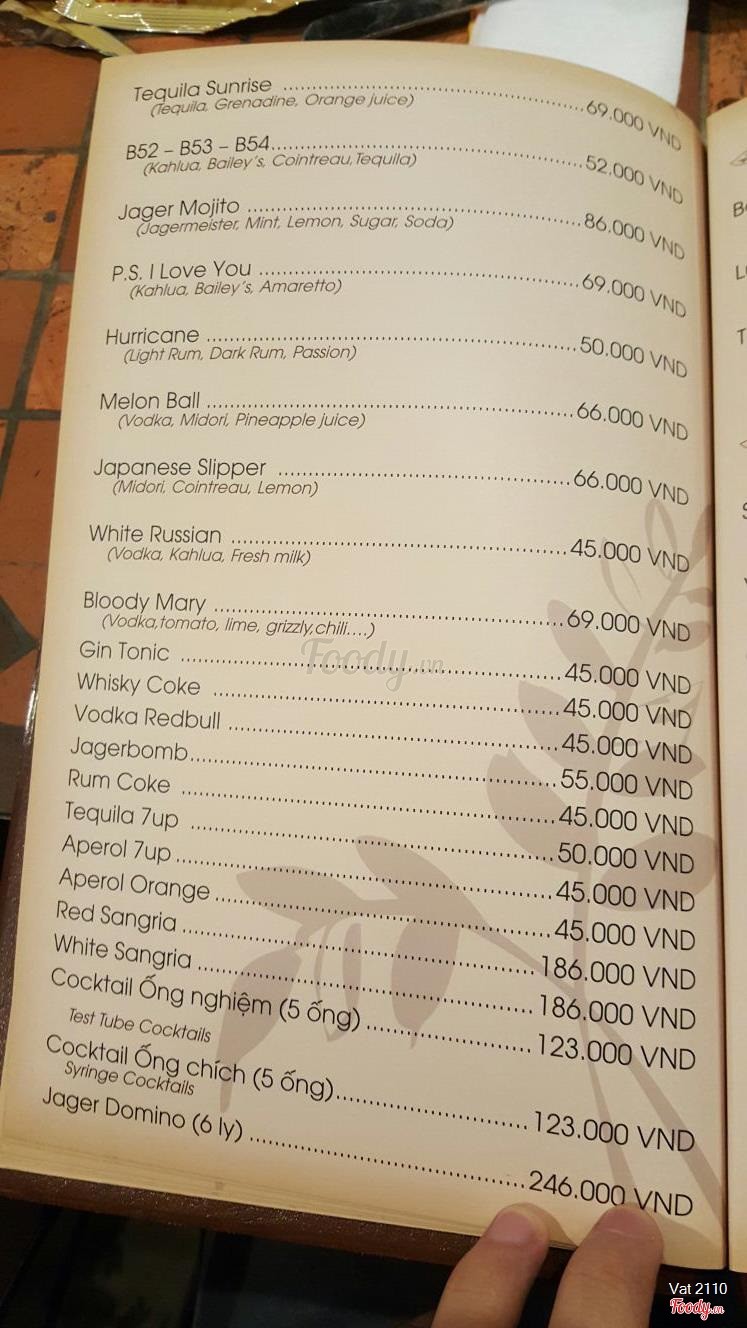 Tequila Sunrise ........ 69.000 VND
(Tequila, Grenadine, Orange juice)
B52 – B53 – B54........ 52.000 VND
(Kahlua, Bailey's, Cointreau,Tequila)
Jager Mojito ........ 86.000 VND
(Jagermeister, Mint, Lemon, Sugar, Soda)
P.S. I Love You ........ 69.000 VND
(Kahlua, Bailey's, Amaretto)
Hurricane ........ 50.000 VND
(Light Rum, Dark Rum, Passion)
Melon Ball ........ 66.000 VND
(Vodka, Midori, Pineapple juice)
Japanese Slipper ........ 66.000 VND
(Midori, Cointreau, Lemon)
White Russian ........ 45.000 VND
(Vodka, Kahlua, Fresh milk)
Bloody Mary ........ 69.000 VND
(Vodka,tomato, lime, grizzly,chili....)
Gin Tonic ........ 45.000 VND
Whisky Coke ........ 45.000 VND
Vodka Redbull ........ 45.000 VND
Jagerbomb........ 55.000 VND
Rum Coke ........ 45.000 VND
Tequila 7up ........ 50.000 VND
Aperol 7up ........ 45.000 VND
Aperol Orange ........ 45.000 VND
Red Sangria ........ 186.000 VND
White Sangria ........ 186.000 VND
Cocktail Ống nghiệm (5 ống) ........ 123.000 VND
Test Tube Cocktails
Cocktail Ống chích (5 ống)........ 123.000 VND
Syringe Cocktails
Jager Domino (6 ly) ........ 246.000 VND
Foody.vn
Vat 2110
Foody.vn